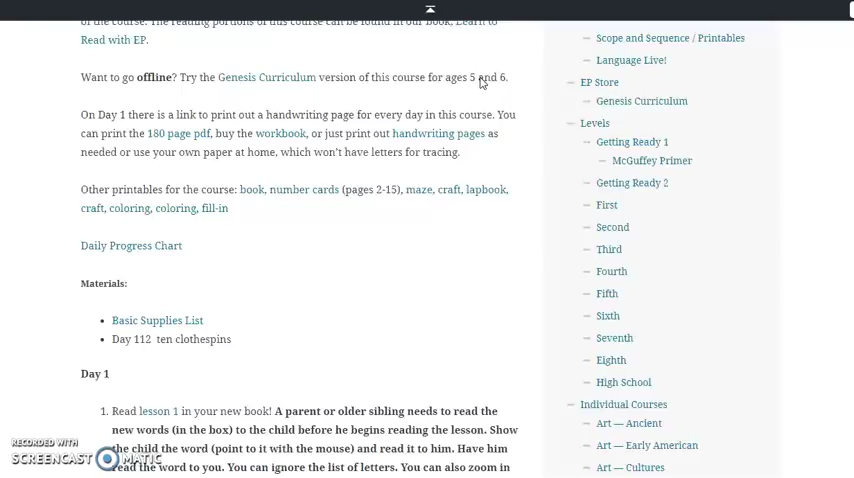 of the course. The reading portions of this course can be found in our book, Learn to
Read with EP.
Want to go offline? Try the Genesis Curriculum version of this course for ages 5 and 6.
On Day 1 there is a link to print out a handwriting page for every day in this course. You
can print the 180 page pdf, buy the workbook, or just print out handwriting pages as
needed or use your own paper at home, which won’t have letters for tracing.
Other printables for the course: book, number cards (pages 2-15), maze, craft, lapbook,
craft, coloring, coloring, fill-in
Daily Progress Chart
Materials:
• Basic Supplies List
• Day 112 ten clothespins
Day 1
1. Read lesson 1 in your new book! A parent or older sibling needs to read the
new words (in the box) to the child before he begins reading the lesson. Show
the child the word (point to it with the mouse) and read it to him. Have him
read the word to you. You can ignore the list of letters. You can also zoom in
RECORDED WITH
SCREENCAST MATIC
Scope and Sequence / Printables
Language Live!
EP Store
Genesis Curriculum
Levels
Getting Ready 1
McGuffey Primer
Getting Ready 2
First
Second
Third
Fourth
Fifth
Sixth
Seventh
Eighth
High School
Individual Courses
Art — Ancient
Art — Early American
Art — Cultures